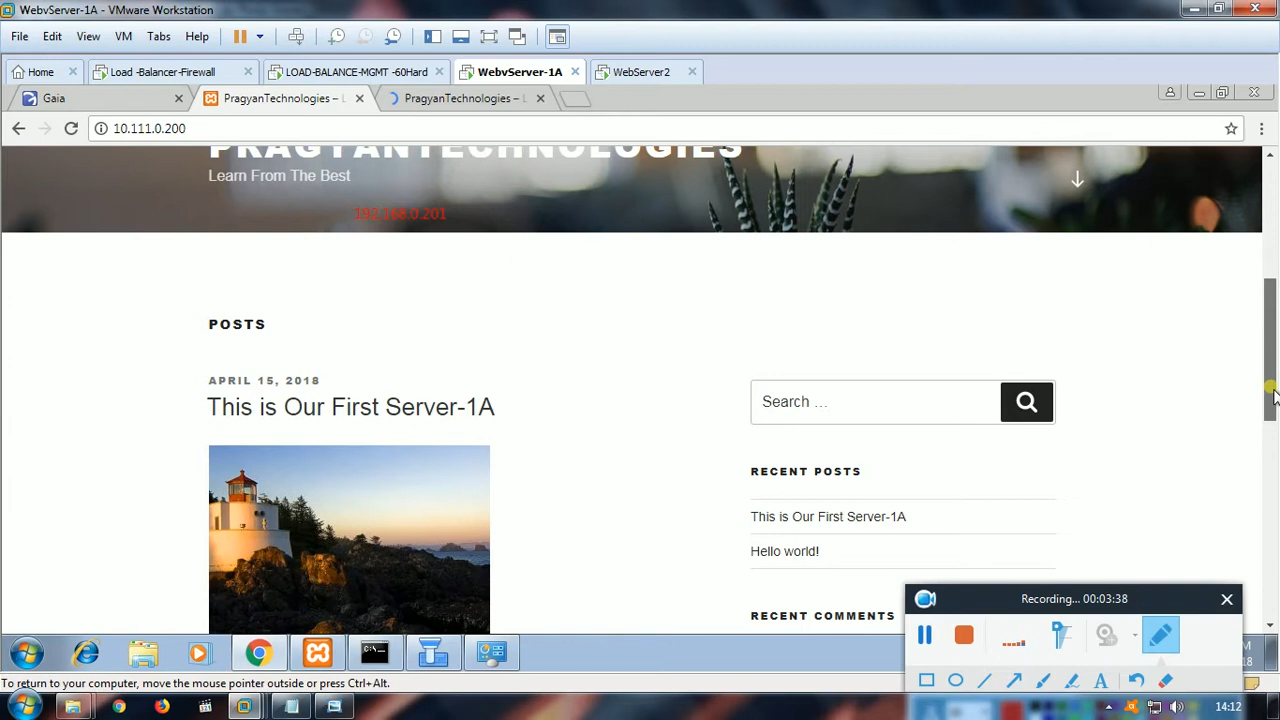 WebvServer-1A - VMware Workstation
File Edit View VM Tabs Help
Home Load -Balancer-Firewall LOAD-BALANCE-MGMT -60Hard WebvServer-1A WebServer2
Gaia PragyanTechnologies – L PragyanTechnologies – L
10.111.0.200
PRAGYANTECHNOLOGIES
Learn From The Best
192.168.0.201
POSTS
APRIL 15, 2018
This is Our First Server-1A
Search …
RECENT POSTS
This is Our First Server-1A
Hello world!
RECENT COMMENTS
Recording... 00:03:38
C:\_
M
18
To return to your computer, move the mouse pointer outside or press Ctrl+Alt.
14:12